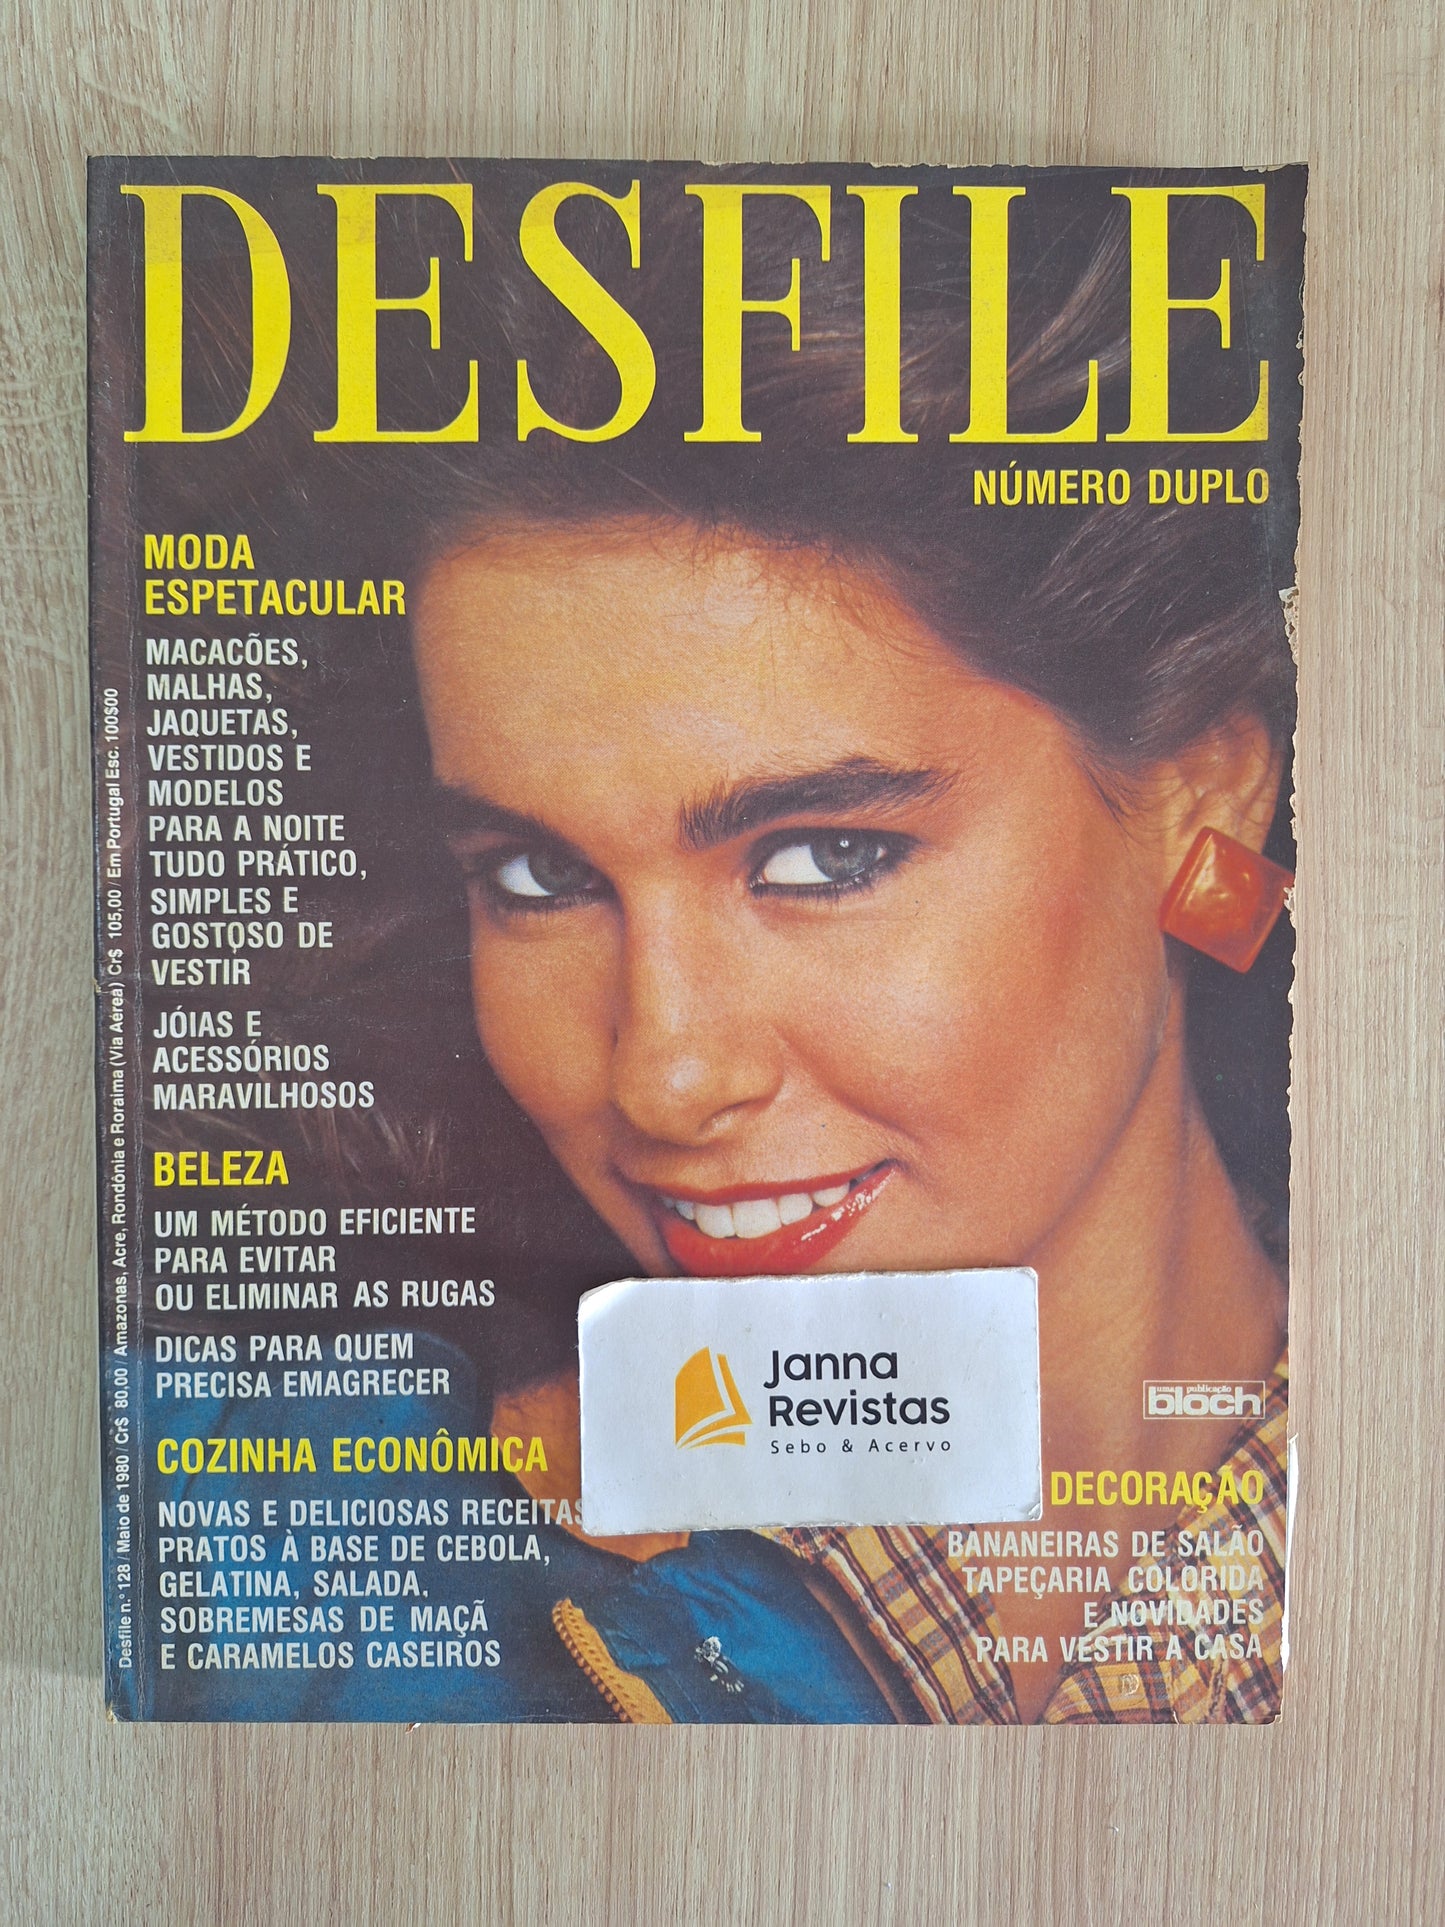 DESFILE
NÚMERO DUPLO
MODA
ESPETACULAR
MACACÕES,
MALHAS,
JAQUETAS,
VESTIDOS E
MODELOS
PARA A NOITE
TUDO PRÁTICO,
SIMPLES E
GOSTOSO DE
VESTIR
JÓIAS E
ACESSÓRIOS
MARAVILHOSOS
BELEZA
UM MÉTODO EFICIENTE
PARA EVITAR
OU ELIMINAR AS RUGAS
DICAS PARA QUEM
PRECISA EMAGRECER
COZINHA ECONÔMICA
NOVAS E DELICIOSAS RECEITAS
PRATOS À BASE DE CEBOLA,
GELATINA, SALADA,
SOBREMESAS DE MAÇÃ
E CARAMELOS CASEIROS
Desfile n.º 128 / Maio de 1980 / Cr$ 80,00 / Amazonas, Acre, Rondônia e Roraima (Via Aérea) Cr$ 105,00 / Em Portugal Esc. 100$00
Janna
Revistas
Sebo & Acervo
uma publicação
bloch
DECORAÇÃO
BANANEIRAS DE SALÃO
TAPEÇARIA COLORIDA
E NOVIDADES
PARA VESTIR A CASA